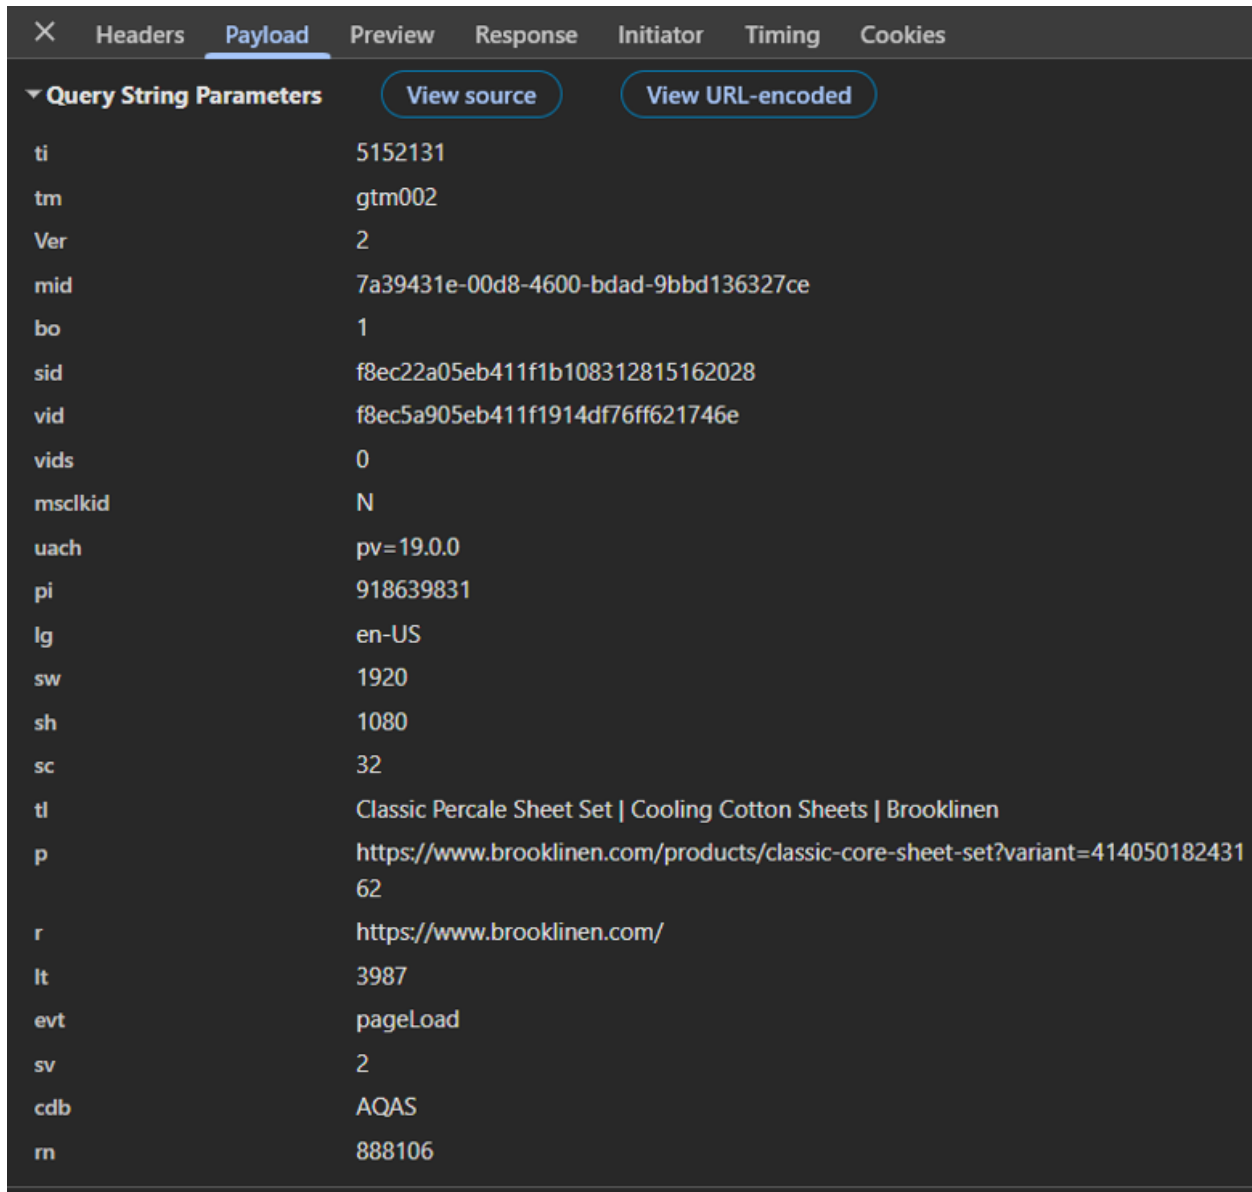 Headers Payload Preview Response Initiator Timing Cookies
Query String Parameters View source View URL-encoded
ti 5152131
tm gtm002
Ver 2
mid 7a39431e-00d8-4600-bdad-9bbd136327ce
bo 1
sid f8ec22a05eb411f1b108312815162028
vid f8ec5a905eb411f1914df76ff621746e
vids 0
msclkid N
uach pv=19.0.0
pi 918639831
lg en-US
sw 1920
sh 1080
sc 32
tl Classic Percale Sheet Set | Cooling Cotton Sheets | Brooklinen
p https://www.brooklinen.com/products/classic-core-sheet-set?variant=414050182431
62
r https://www.brooklinen.com/
lt 3987
evt pageLoad
sv 2
cdb AQAS
rn 888106